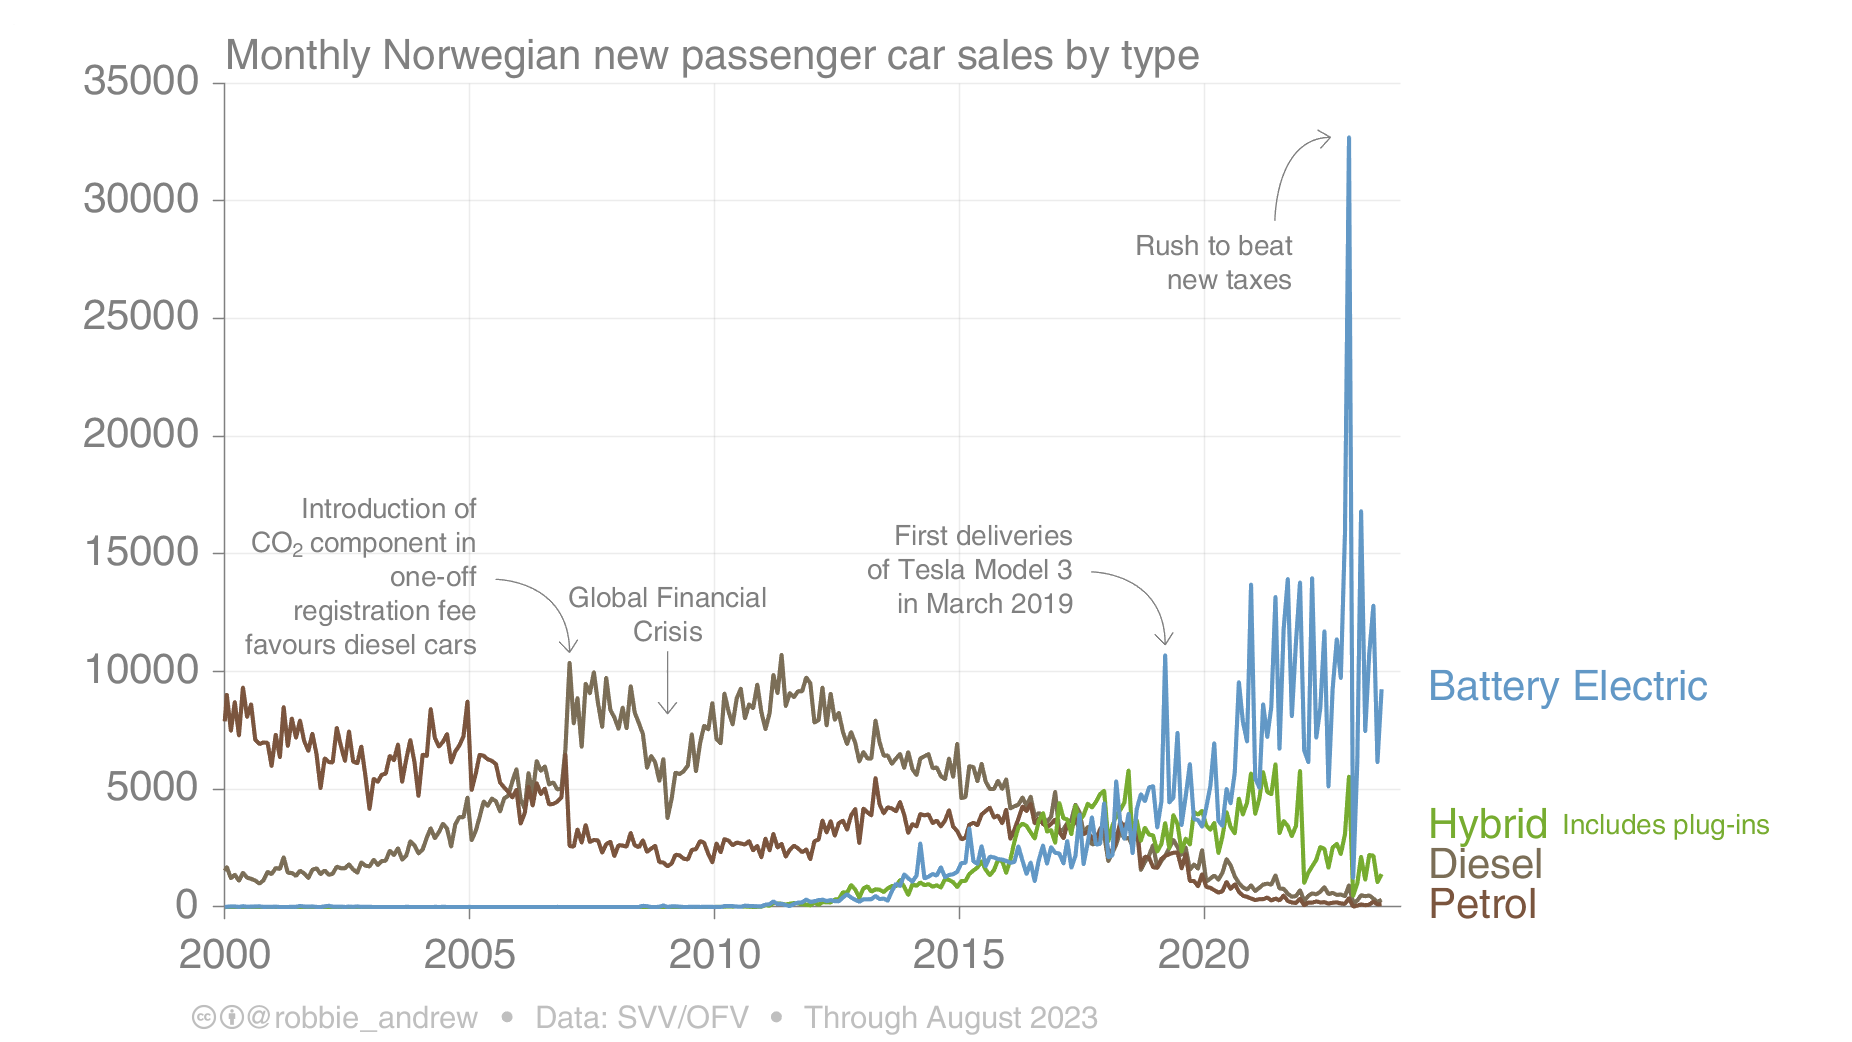 Monthly Norwegian new passenger car sales by type
35000
30000
25000
20000
15000
10000
5000
0
Rush to beat
new taxes
Introduction of
CO₂ component in
one-off
registration fee
favours diesel cars
Global Financial
Crisis
First deliveries
of Tesla Model 3
in March 2019
Battery Electric
Hybrid Includes plug-ins
Diesel
Petrol
2000 2005 2010 2015 2020
@robbie_andrew • Data: SVV/OFV • Through August 2023